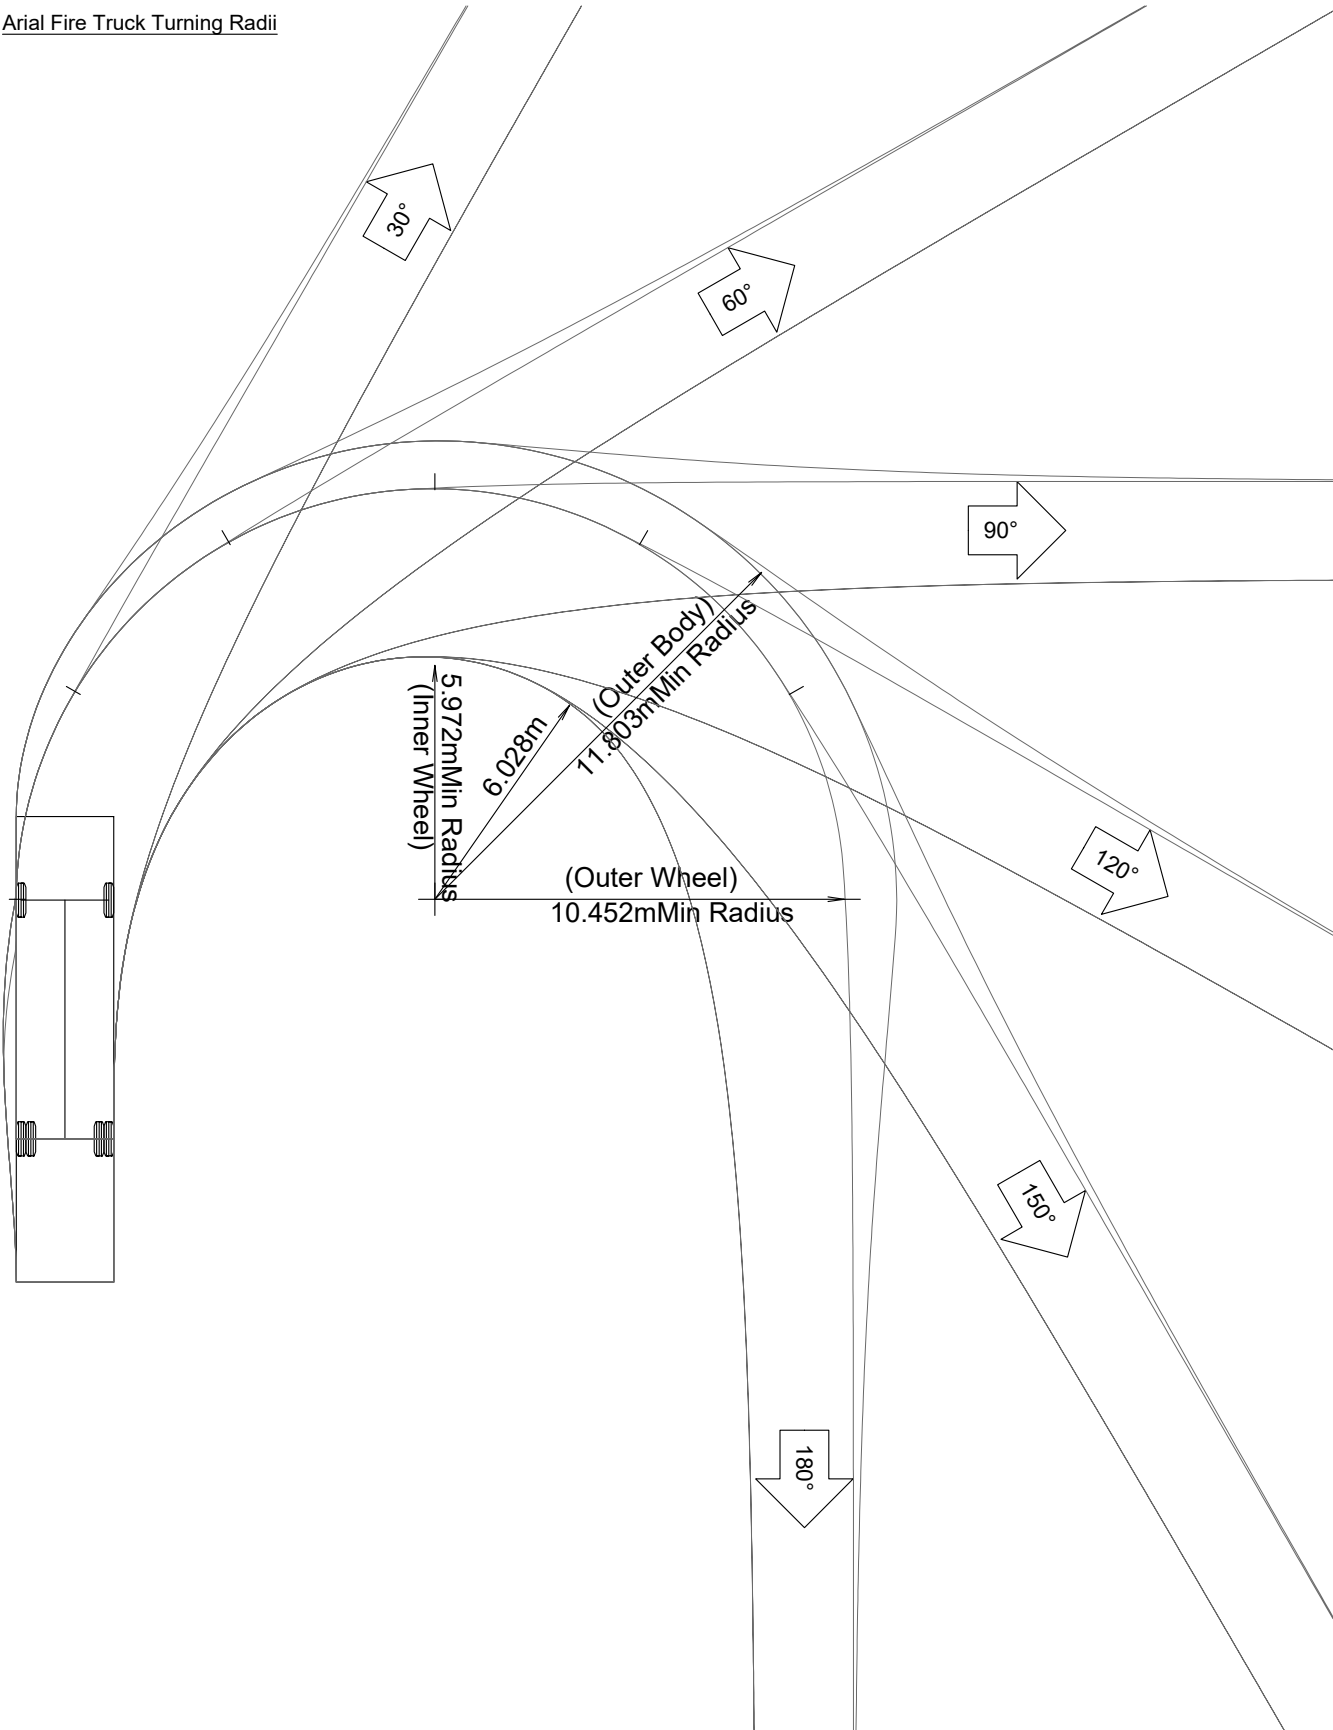 Arial Fire Truck Turning Radii
30°
60°
90°
(Outer Body)
11.803mMin Radius
5.972mMin Radius
(Inner Wheel)
6.028m
(Outer Wheel)
10.452mMin Radius
120°
150°
180°